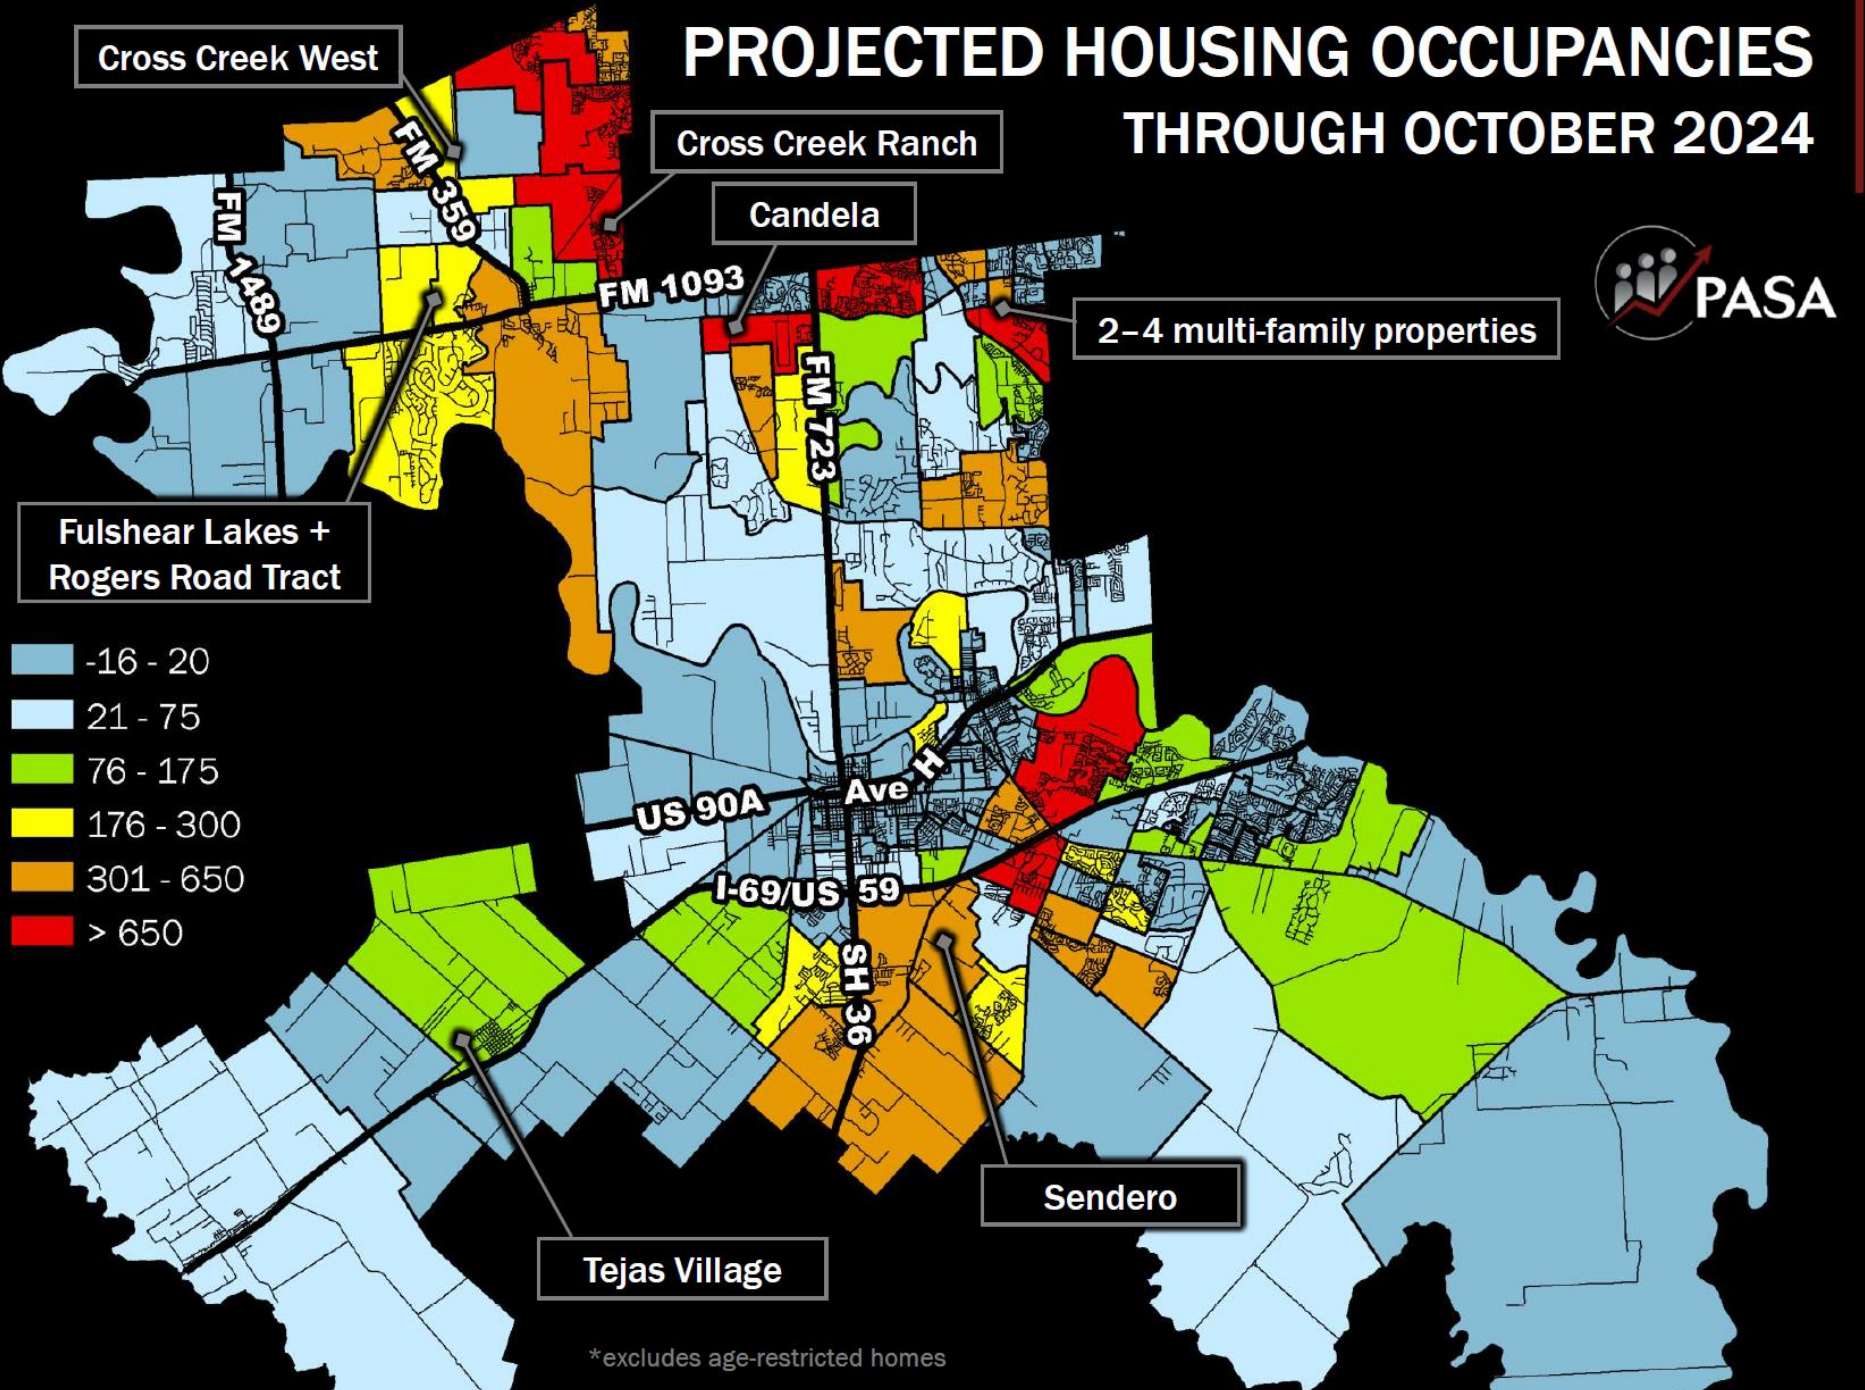 PROJECTED HOUSING OCCUPANCIES
THROUGH OCTOBER 2024
Cross Creek West
Cross Creek Ranch
Candela
PASA
2–4 multi-family properties
FM 359
FM 1489
FM 1093
FM 723
Fulshear Lakes +
Rogers Road Tract
-16 - 20
21 - 75
76 - 175
176 - 300
301 - 650
> 650
US 90A
Ave H
I-69/US 59
SH 36
Sendero
Tejas Village
*excludes age-restricted homes